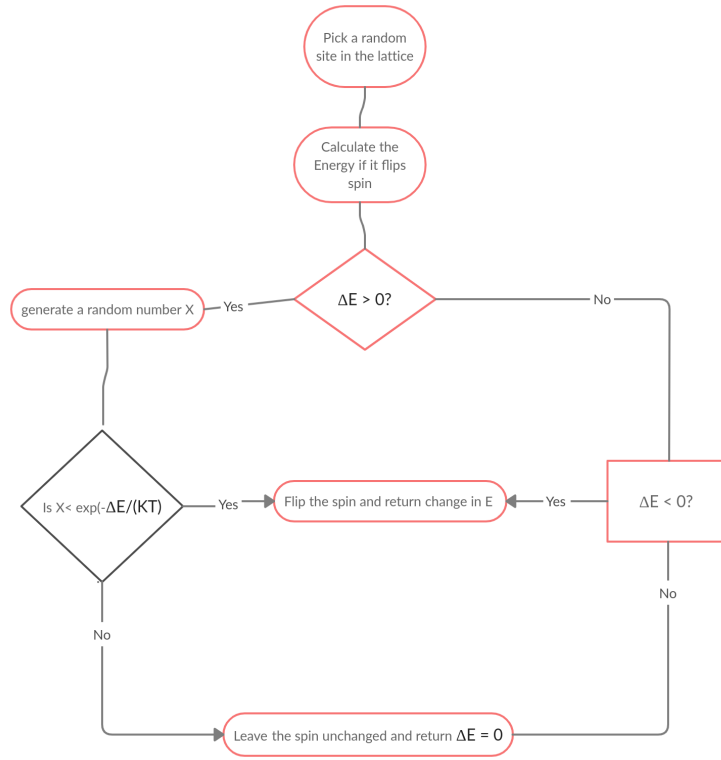 Pick a random
site in the lattice
Calculate the
Energy if it flips
spin
ΔE > 0?
Yes
No
generate a random number X
Is X< exp(-ΔE/(KT)
Yes
Flip the spin and return change in E
Yes
ΔE < 0?
No
No
Leave the spin unchanged and return ΔE = 0